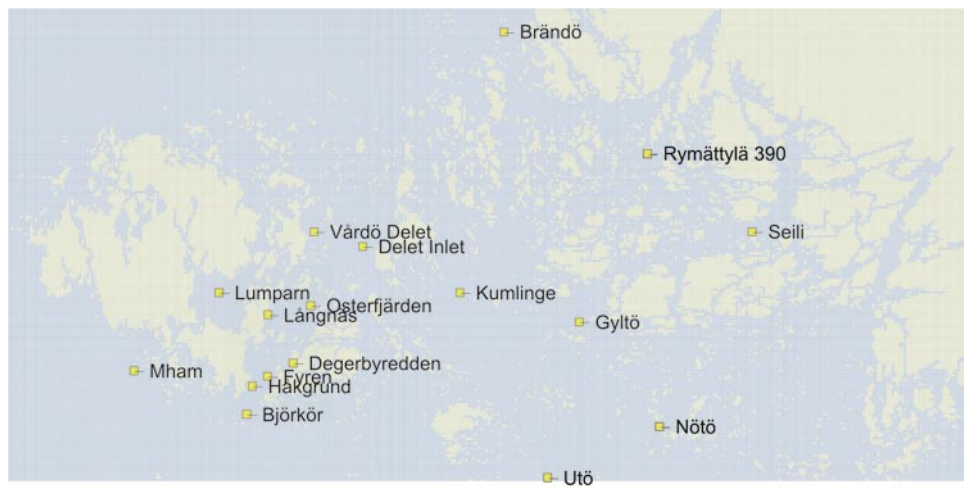 Brändö
Rymättylä 390
Vårdö Delet
Seili
Delet Inlet
Lumparn
Kumlinge
Osterfjärden
Långnäs
Gyltö
Degerbyredden
Mham
Fyren
Hakgrund
Björkör
Nötö
Utö